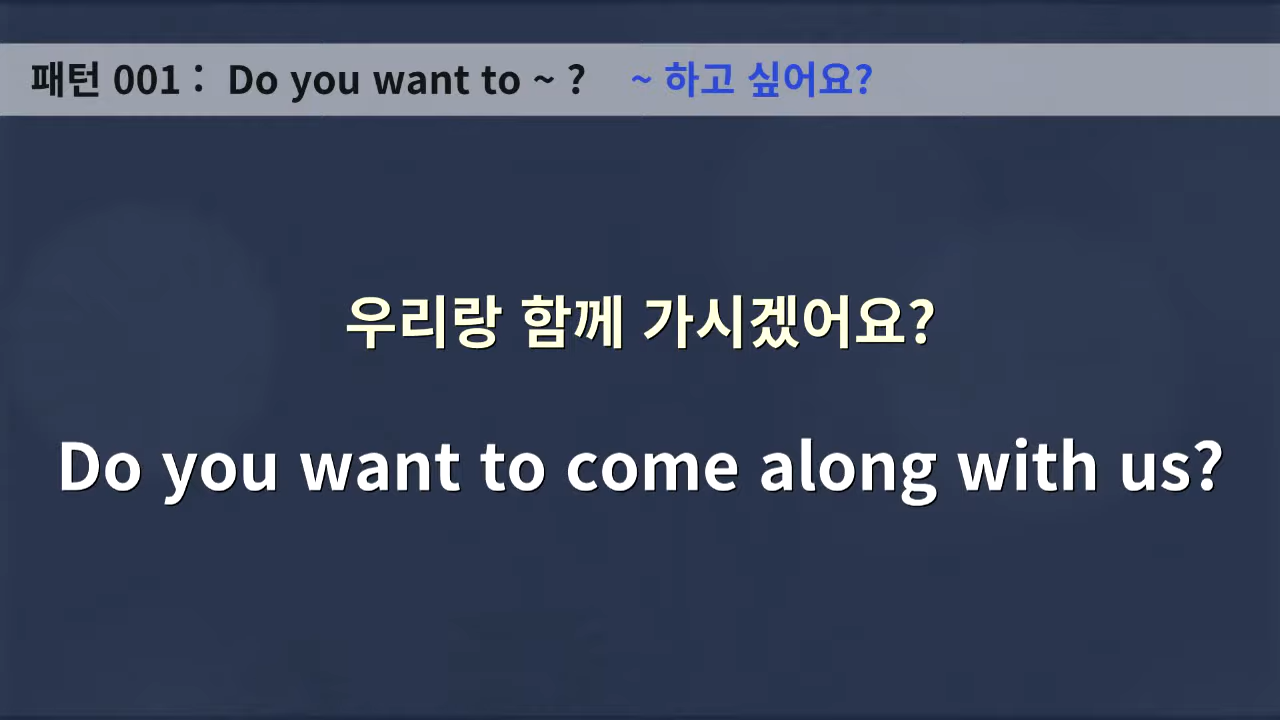 패턴 001 : Do you want to ~ ? ~ 하고 싶어요?
우리랑 함께 가시겠어요?
Do you want to come along with us?